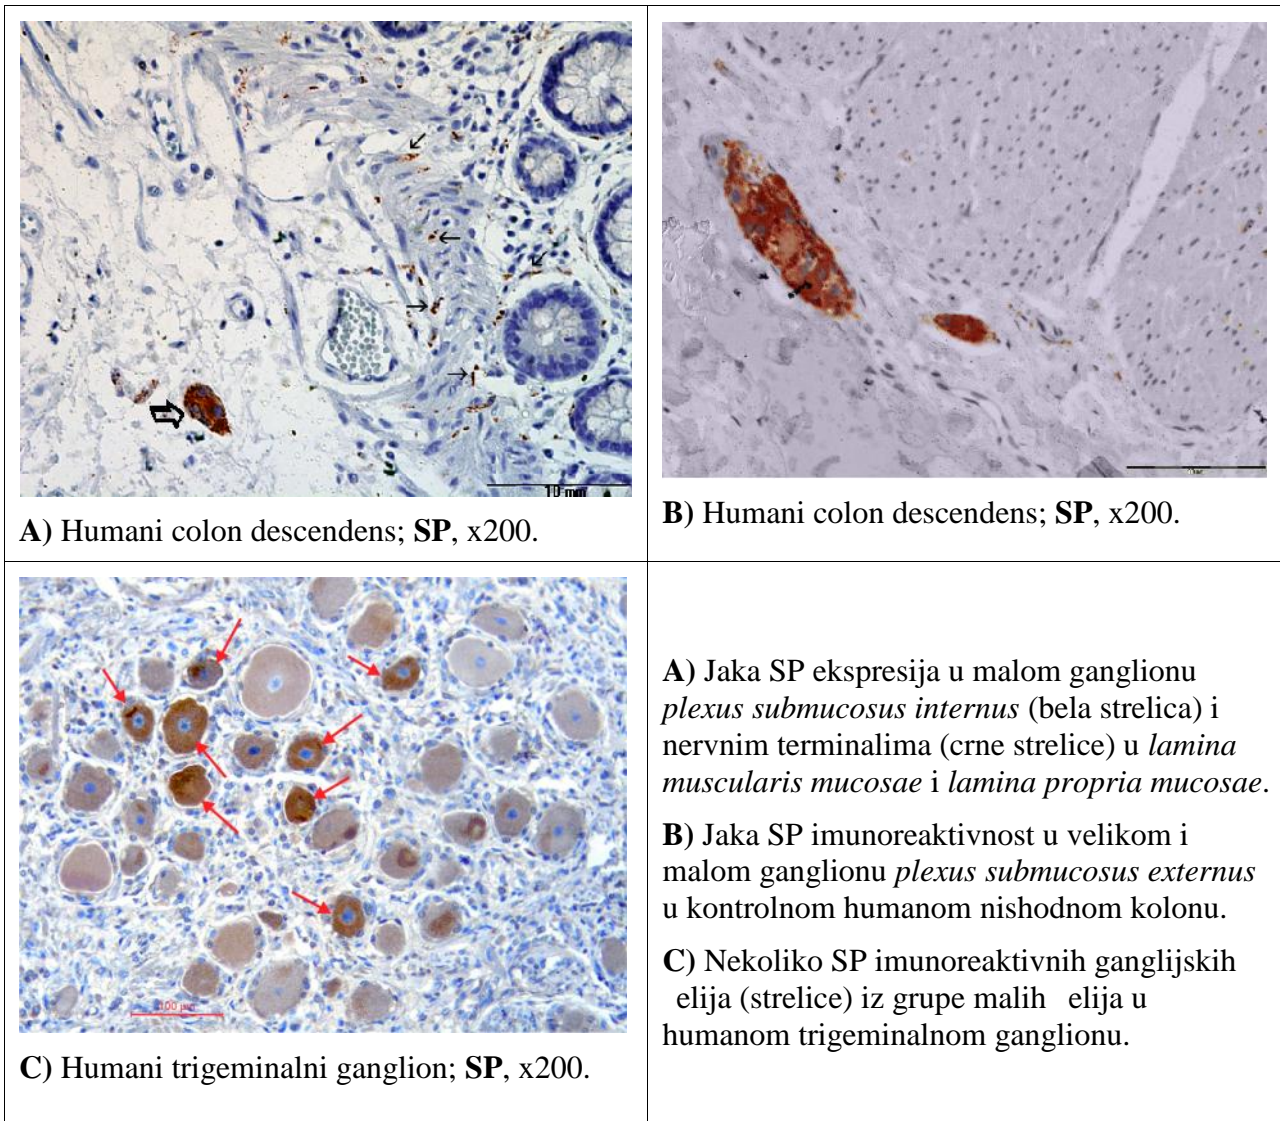 A) Humani colon descendens; SP, x200.
B) Humani colon descendens; SP, x200.
C) Humani trigeminalni ganglion; SP, x200.
100 µm
A) Jaka SP ekspresija u malom ganglionu
plexus submucosus internus (bela strelica) i
nervnim terminalima (crne strelice) u lamina
muscularis mucosae i lamina propria mucosae.
B) Jaka SP imunoreaktivnost u velikom i
malom ganglionu plexus submucosus externus
u kontrolnom humanom nishodnom kolonu.
C) Nekoliko SP imunoreaktivnih ganglijskih
elija (strelice) iz grupe malih elija u
humanom trigeminalnom ganglionu.